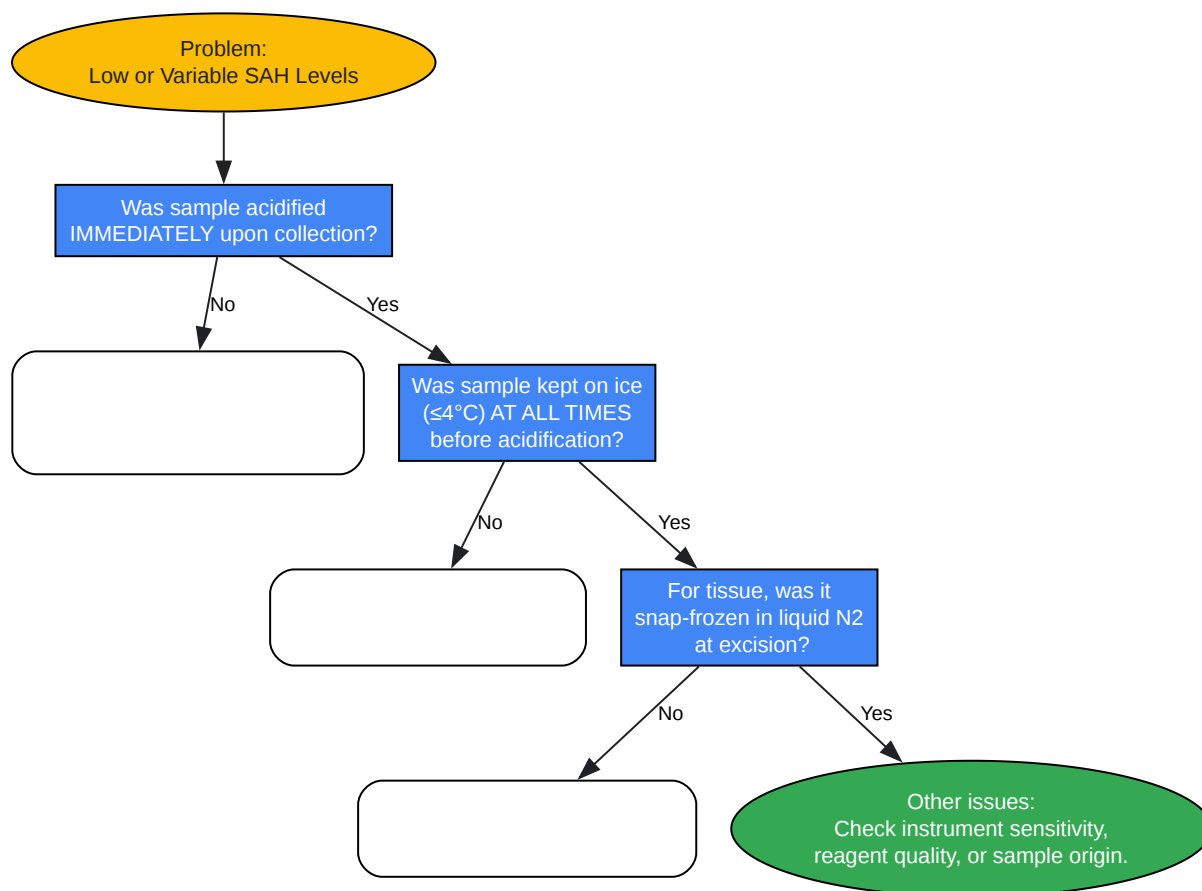 Problem:
Low or Variable SAH Levels
Was sample acidified
IMMEDIATELY upon collection?
No
Yes
Was sample kept on ice
(≤4°C) AT ALL TIMES
before acidification?
No
Yes
For tissue, was it
snap-frozen in liquid N2
at excision?
No
Yes
Other issues:
Check instrument sensitivity,
reagent quality, or sample origin.